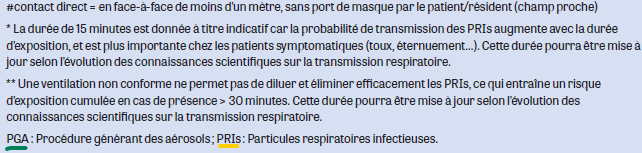 #contact direct = en face-à-face de moins d'un mètre, sans port de masque par le patient/résident (champ proche)
* La durée de 15 minutes est donnée à titre indicatif car la probabilité de transmission des PRIs augmente avec la durée
d'exposition, et est plus importante chez les patients symptomatiques (toux, éternuement...). Cette durée pourra être mise à
jour selon l'évolution des connaissances scientifiques sur la transmission respiratoire.
** Une ventilation non conforme ne permet pas de diluer et éliminer efficacement les PRIs, ce qui entraîne un risque
d'exposition cumulée en cas de présence > 30 minutes. Cette durée pourra être mise à jour selon l'évolution des
connaissances scientifiques sur la transmission respiratoire.
PGA : Procédure générant des aérosols ; PRIs : Particules respiratoires infectieuses.